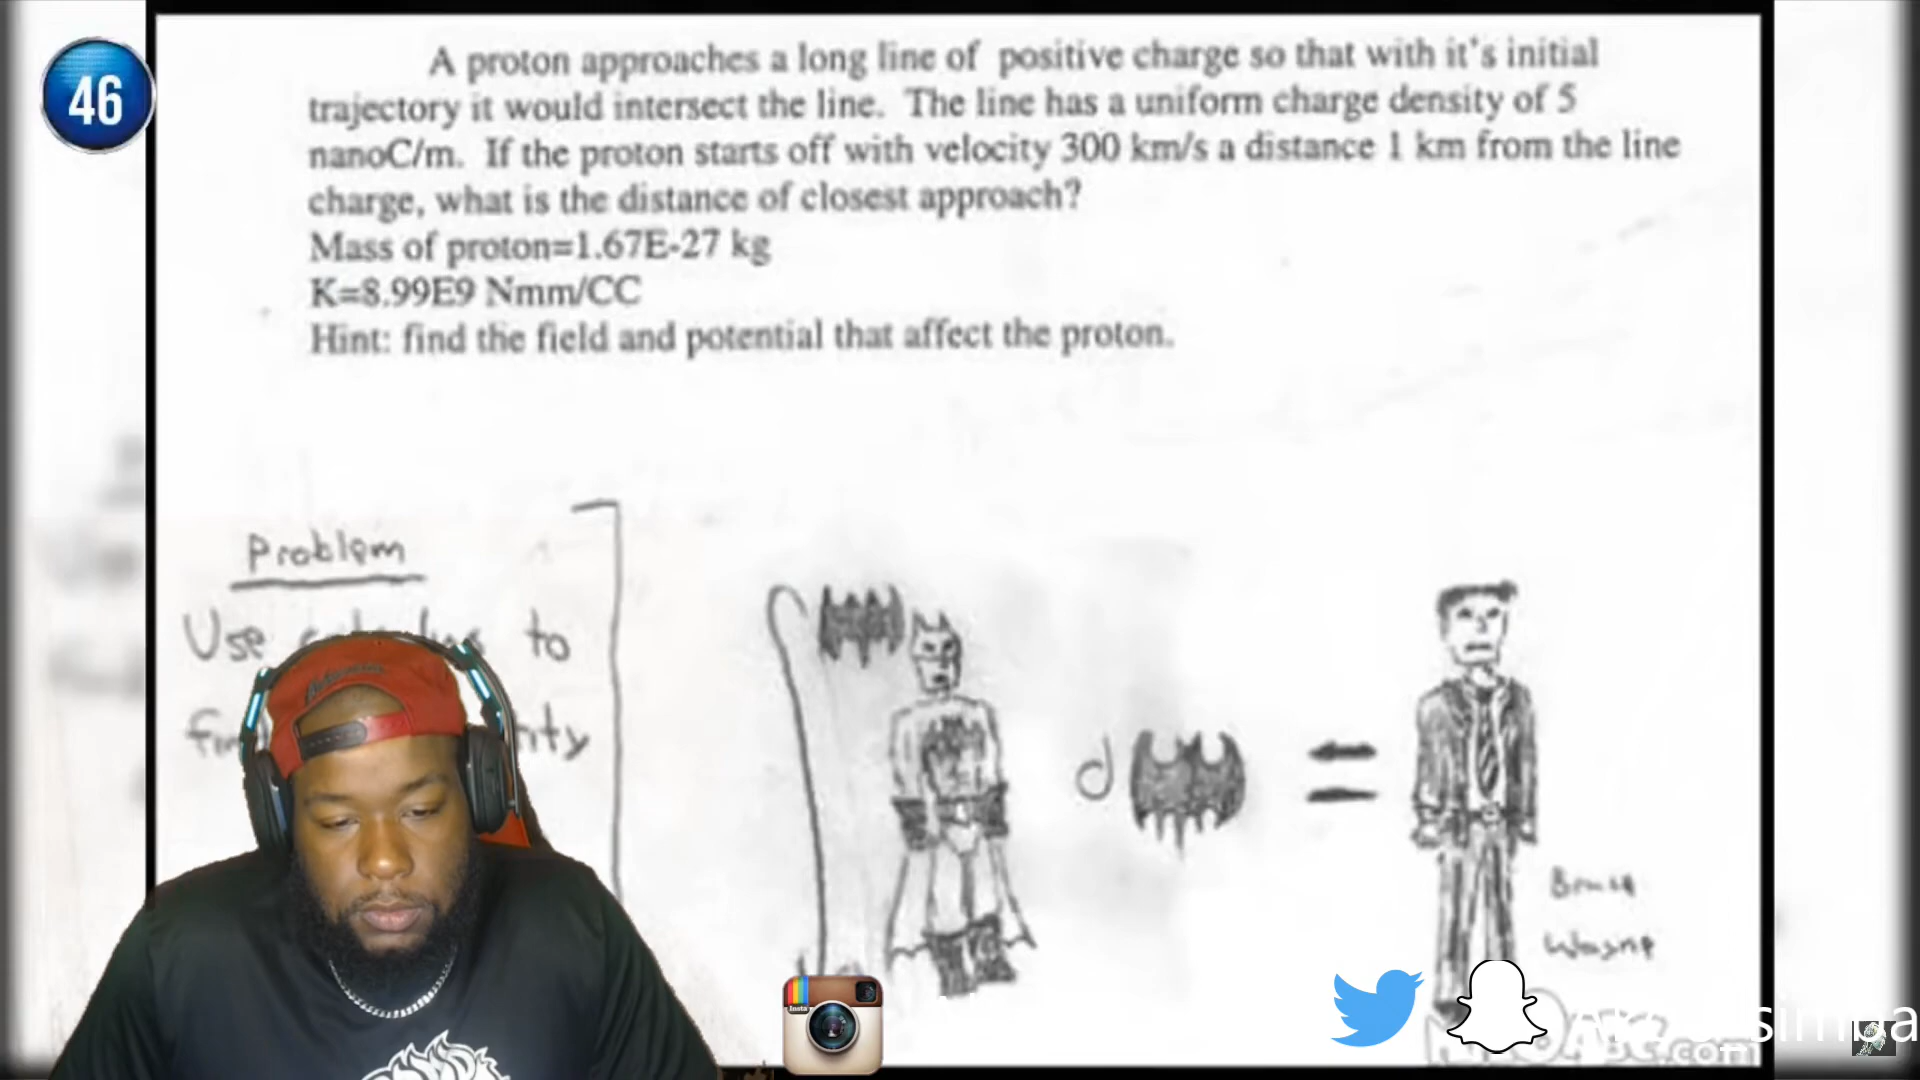 46
A proton approaches a long line of positive charge so that with it's initial
trajectory it would intersect the line. The line has a uniform charge density of 5
nanoC/m. If the proton starts off with velocity 300 km/s a distance 1 km from the line
charge, what is the distance of closest approach?
Mass of proton=1.67E-27 kg
K=8.99E9 Nmm/CC
Hint: find the field and potential that affect the proton.
Problem
Use to
d =
Bruce
Wayne
Insta